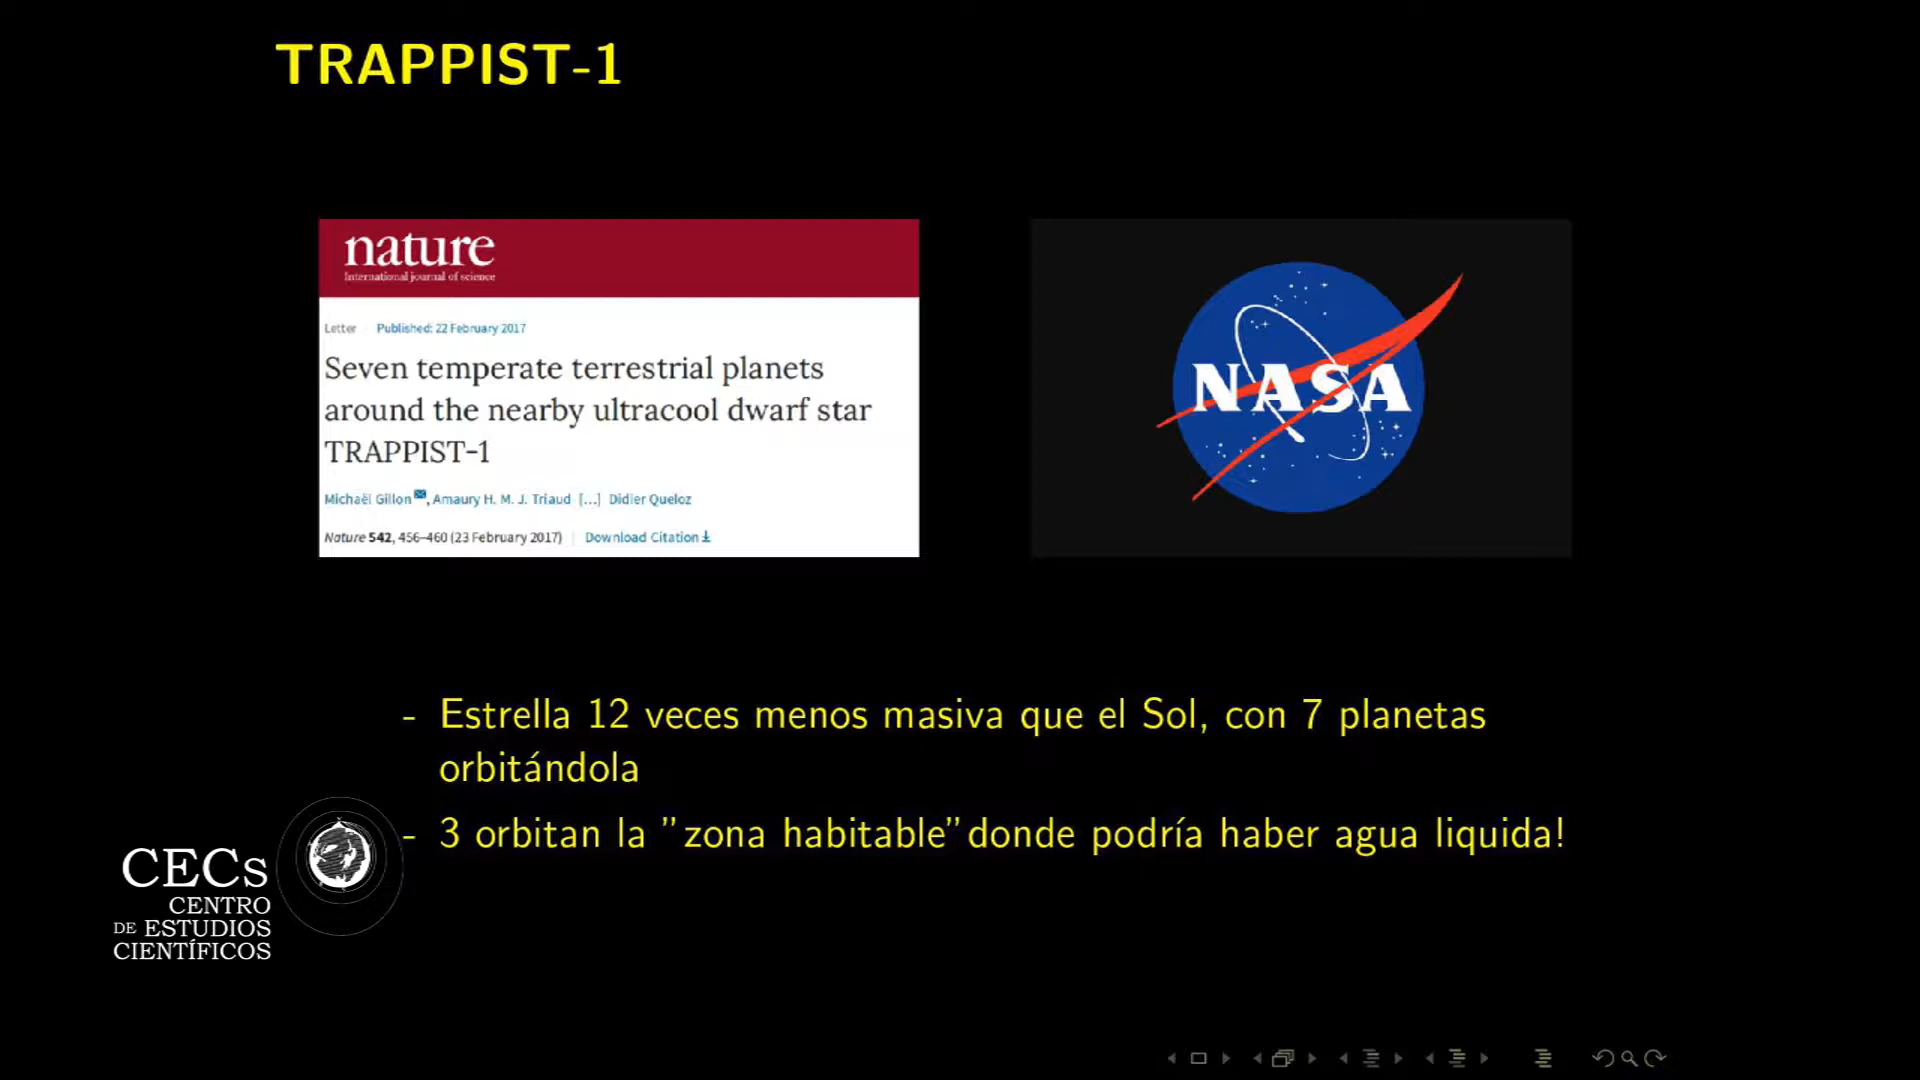 TRAPPIST-1
nature
International journal of science
Letter Published: 22 February 2017
Seven temperate terrestrial planets
around the nearby ultracool dwarf star
TRAPPIST-1
Michaël Gillon, Amaury H. M. J. Triaud [...] Didier Queloz
Nature 542, 456–460 (23 February 2017) | Download Citation
NASA
- Estrella 12 veces menos masiva que el Sol, con 7 planetas
orbitándola
- 3 orbitan la ”zona habitable”donde podría haber agua liquida!
CECs
CENTRO
DE ESTUDIOS
CIENTÍFICOS